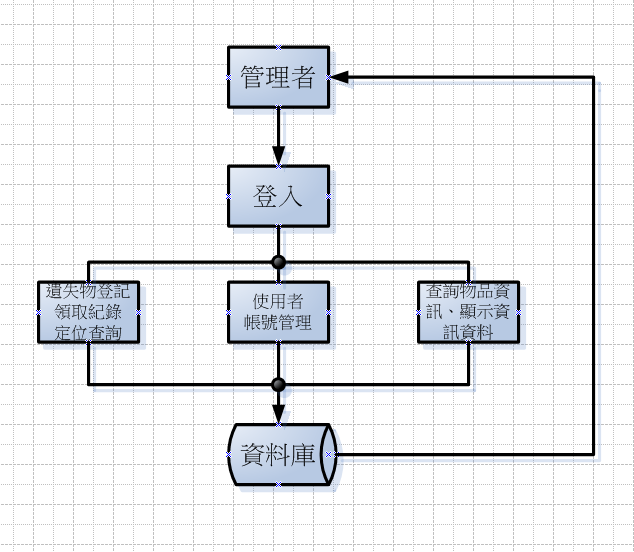 管理者
登入
遺失物登記
領取紀錄
定位查詢
使用者
帳號管理
查詢物品資
訊、顯示資
訊資料
資料庫